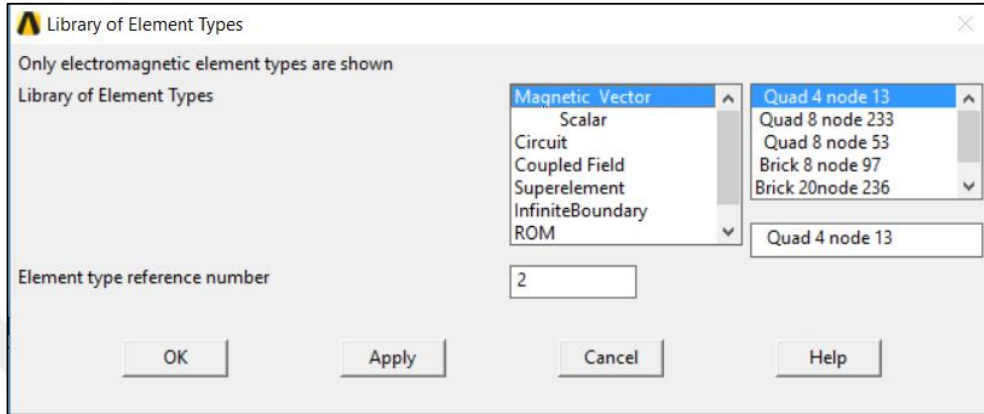 Library of Element Types
Only electromagnetic element types are shown
Library of Element Types
Magnetic Vector
Scalar
Circuit
Coupled Field
Superelement
InfiniteBoundary
ROM
Quad 4 node 13
Quad 8 node 233
Quad 8 node 53
Brick 8 node 97
Brick 20node 236
Quad 4 node 13
Element type reference number
2
OK
Apply
Cancel
Help